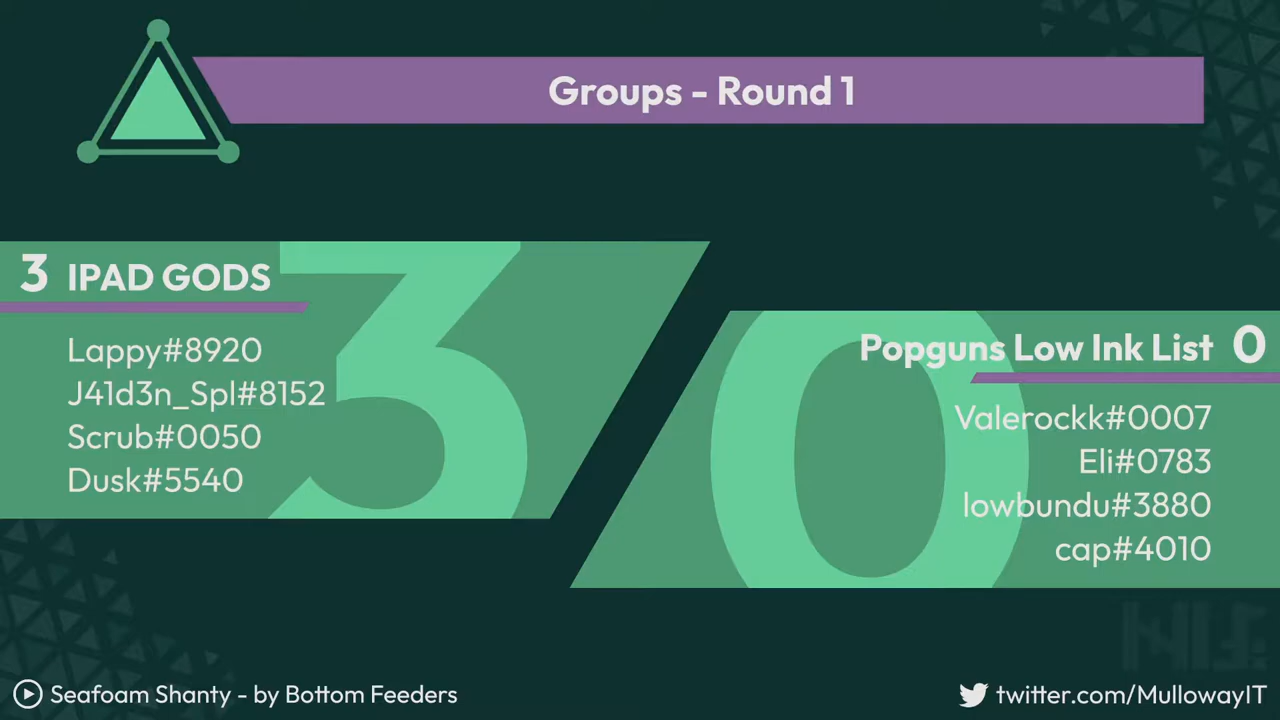 Groups - Round 1
3 IPAD GODS
3
Lappy#8920
J41d3n_Spl#8152
Scrub#0050
Dusk#5540
Popguns Low Ink List 0
0
Valerockk#0007
Eli#0783
lowbundu#3880
cap#4010
Seafoam Shanty - by Bottom Feeders
twitter.com/MullowayIT